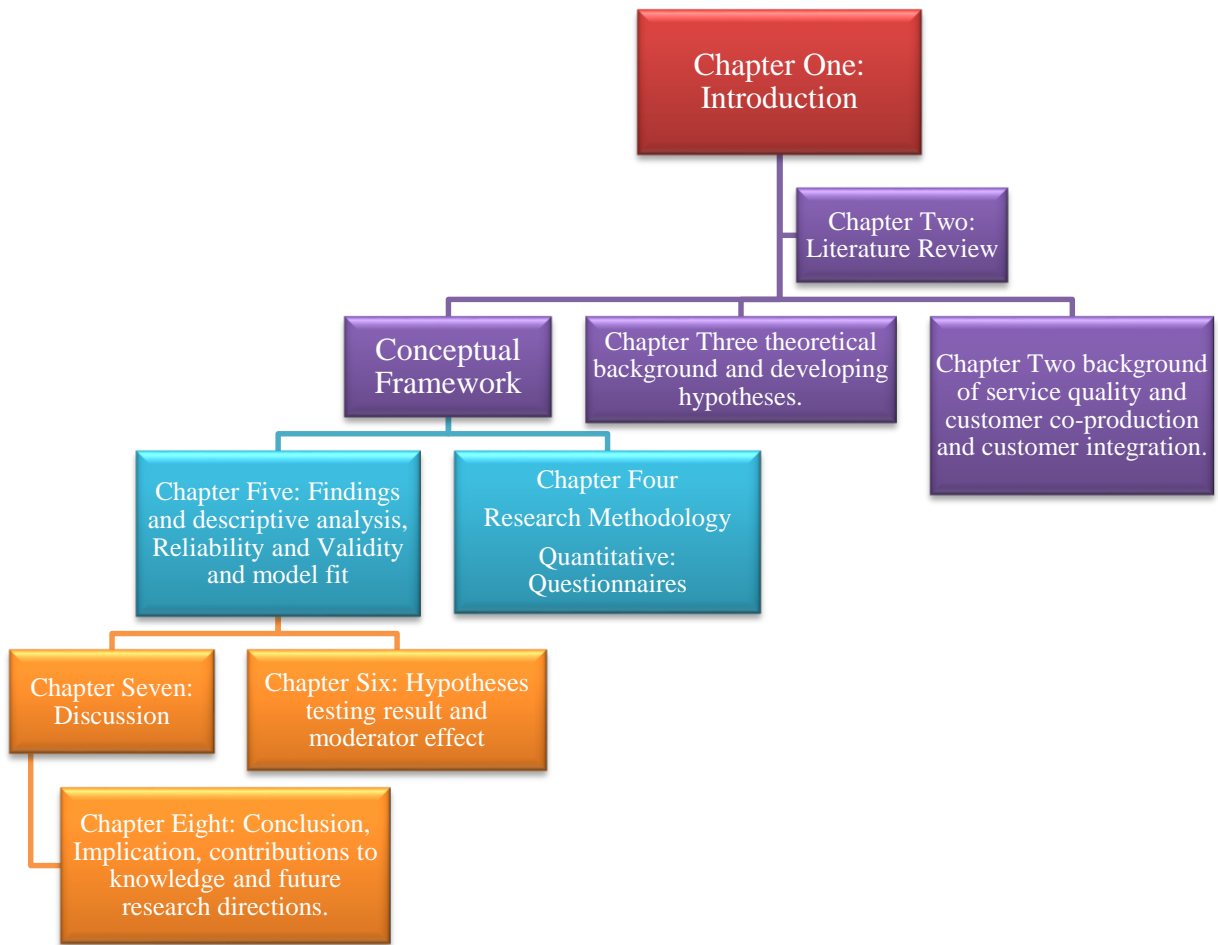 Chapter One:
Introduction
Chapter Two:
Literature Review
Conceptual
Framework
Chapter Three theoretical
background and developing
hypotheses.
Chapter Two background
of service quality and
customer co-production
and customer integration.
Chapter Five: Findings
and descriptive analysis,
Reliability and Validity
and model fit
Chapter Four
Research Methodology
Quantitative:
Questionnaires
Chapter Seven:
Discussion
Chapter Six: Hypotheses
testing result and
moderator effect
Chapter Eight: Conclusion,
Implication, contributions to
knowledge and future
research directions.